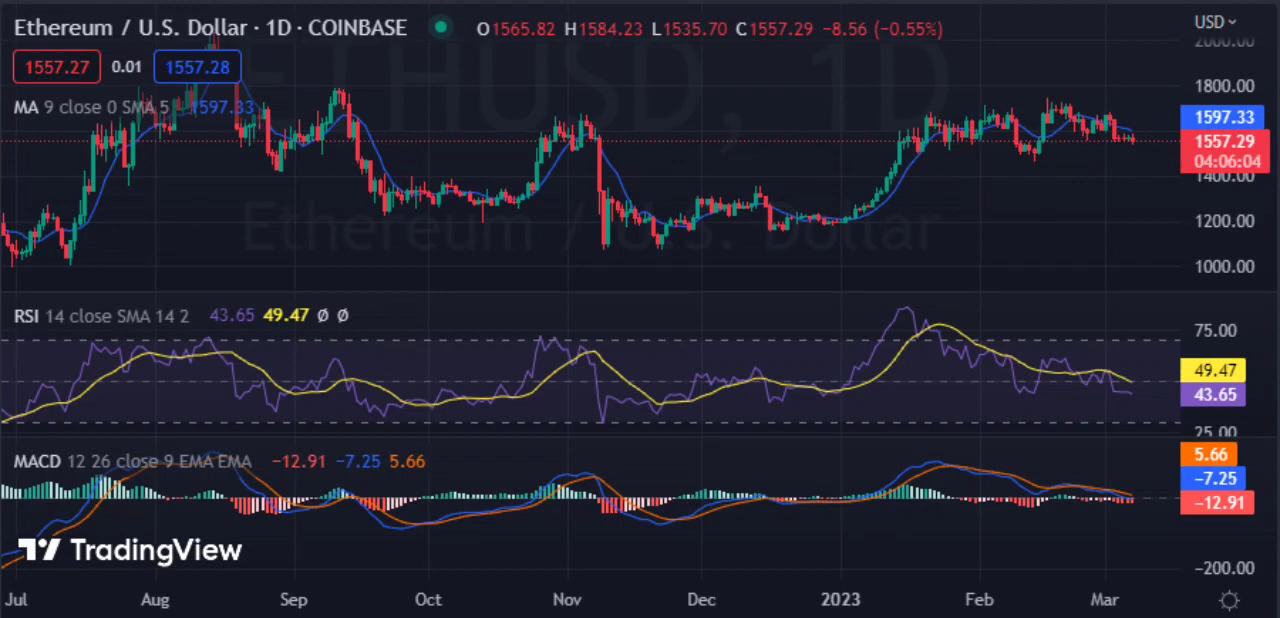 Ethereum / U.S. Dollar · 1D · COINBASE O1565.82 H1584.23 L1535.70 C1557.29 −8.56 (−0.55%)
USD
2000.00
1557.27 0.01 1557.28
1800.00
MA 9 close 0 SMA 5 1597.33
1597.33
1557.29
04:06:04
1400.00
1200.00
1000.00
ETHUSD, 1D
Ethereum / U.S. Dollar
RSI 14 close SMA 14 2 43.65 49.47 Ø Ø
75.00
49.47
43.65
25.00
MACD 12 26 close 9 EMA EMA −12.91 −7.25 5.66
5.66
−7.25
−12.91
TradingView
−200.00
Jul Aug Sep Oct Nov Dec 2023 Feb Mar